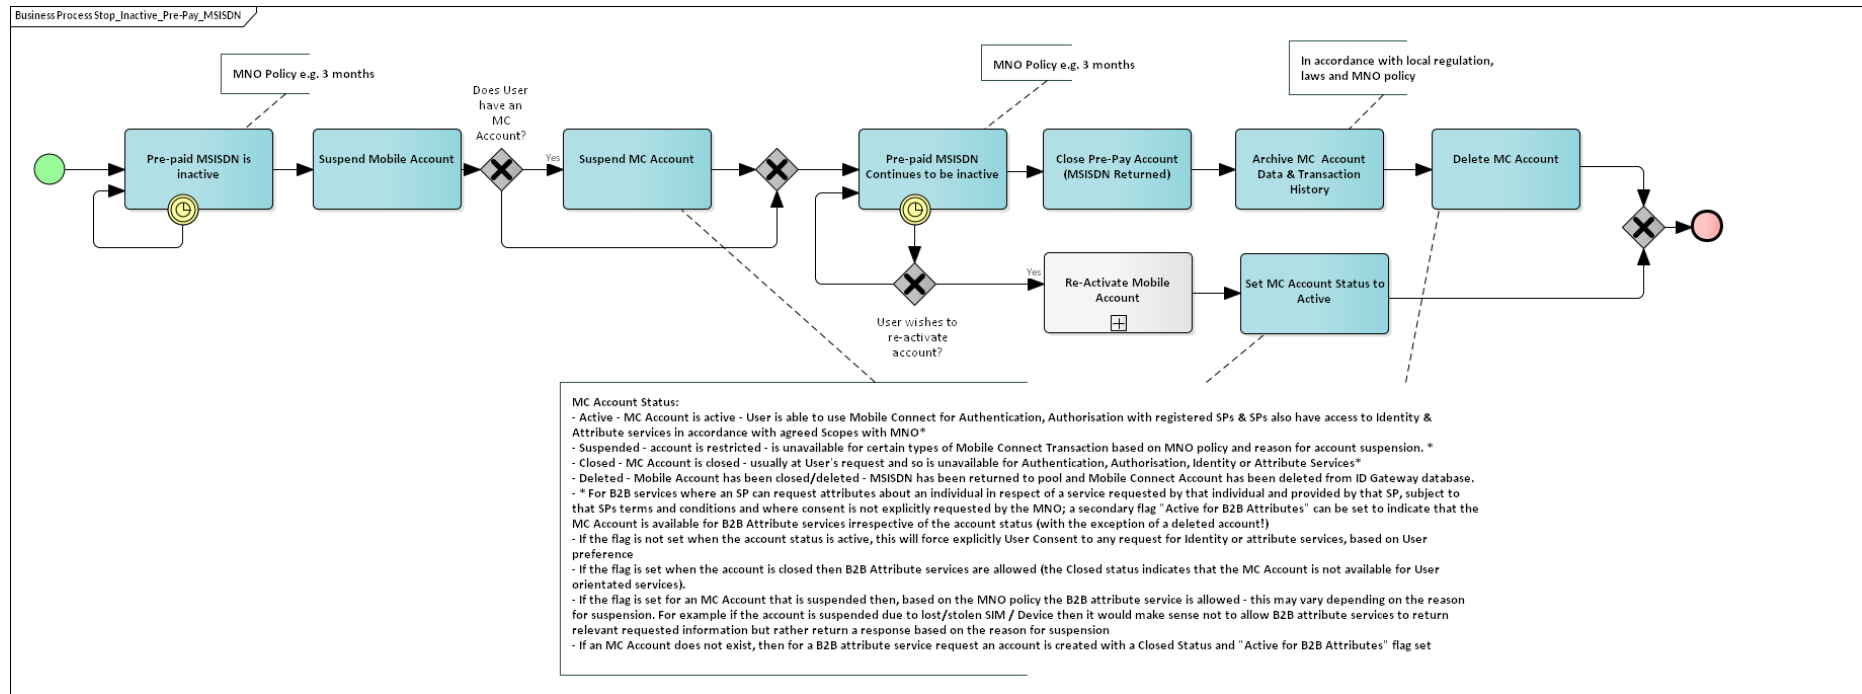 Business Process Stop_Inactive_Pre-Pay_MSISDN
MNO Policy e.g. 3 months
MNO Policy e.g. 3 months
In accordance with local regulation,
laws and MNO policy
Does User
have an
MC
Account?
Pre-paid MSISDN is
inactive
Suspend Mobile Account
Yes
Suspend MC Account
Pre-paid MSISDN
Continues to be inactive
Close Pre-Pay Account
(MSISDN Returned)
Archive MC Account
Data & Transaction
History
Delete MC Account
User wishes to
re-activate
account?
Yes
Re-Activate Mobile
Account
Set MC Account Status to
Active
MC Account Status:
- Active - MC Account is active - User is able to use Mobile Connect for Authentication, Authorisation with registered SPs & SPs also have access to Identity &
Attribute services in accordance with agreed Scopes with MNO*
- Suspended - account is restricted - is unavailable for certain types of Mobile Connect Transaction based on MNO policy and reason for account suspension. *
- Closed - MC Account is closed - usually at User's request and so is unavailable for Authentication, Authorisation, Identity or Attribute Services*
- Deleted - Mobile Account has been closed/deleted - MSISDN has been returned to pool and Mobile Connect Account has been deleted from ID Gateway database.
- * For B2B services where an SP can request attributes about an individual in respect of a service requested by that individual and provided by that SP, subject to
that SPs terms and conditions and where consent is not explicitly requested by the MNO; a secondary flag "Active for B2B Attributes" can be set to indicate that the
MC Account is available for B2B Attribute services irrespective of the account status (with the exception of a deleted account!)
- If the flag is not set when the account status is active, this will force explicitly User Consent to any request for Identity or attribute services, based on User
preference
- If the flag is set when the account is closed then B2B Attribute services are allowed (the Closed status indicates that the MC Account is not available for User
orientated services).
- If the flag is set for an MC Account that is suspended then, based on the MNO policy the B2B attribute service is allowed - this may vary depending on the reason
for suspension. For example if the account is suspended due to lost/stolen SIM / Device then it would make sense not to allow B2B attribute services to return
relevant requested information but rather return a response based on the reason for suspension
- If an MC Account does not exist, then for a B2B attribute service request an account is created with a Closed Status and "Active for B2B Attributes" flag set